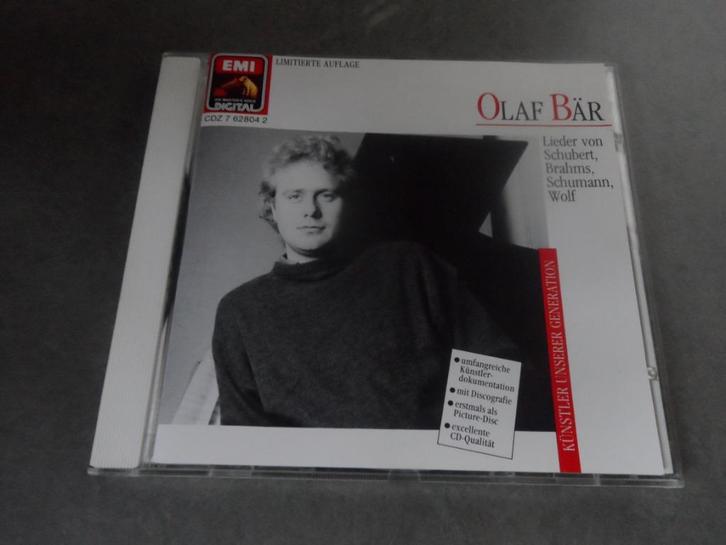 EMI
DIGITAL
CDZ 7 62804 2
LIMITIERTE AUFLAGE
OLAF BÄR
Lieder von
Schubert,
Brahms,
Schumann,
Wolf
KÜNSTLER UNSERER GENERATION
• umfangreiche
Künstler-
dokumentation
• mit Discografie
• erstmals als
Picture-Disc
• excellente
CD-Qualität